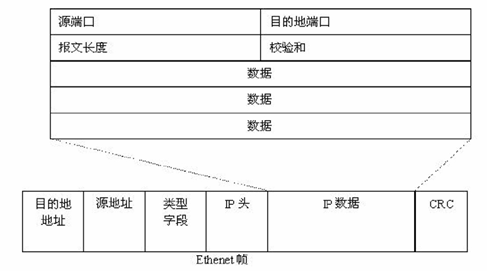 源端口 目的地端口
报文长度 校验和
数据
数据
数据
目的地 源地址 类型 IP 头 IP 数据 CRC
地址 字段
Ethenet 帧